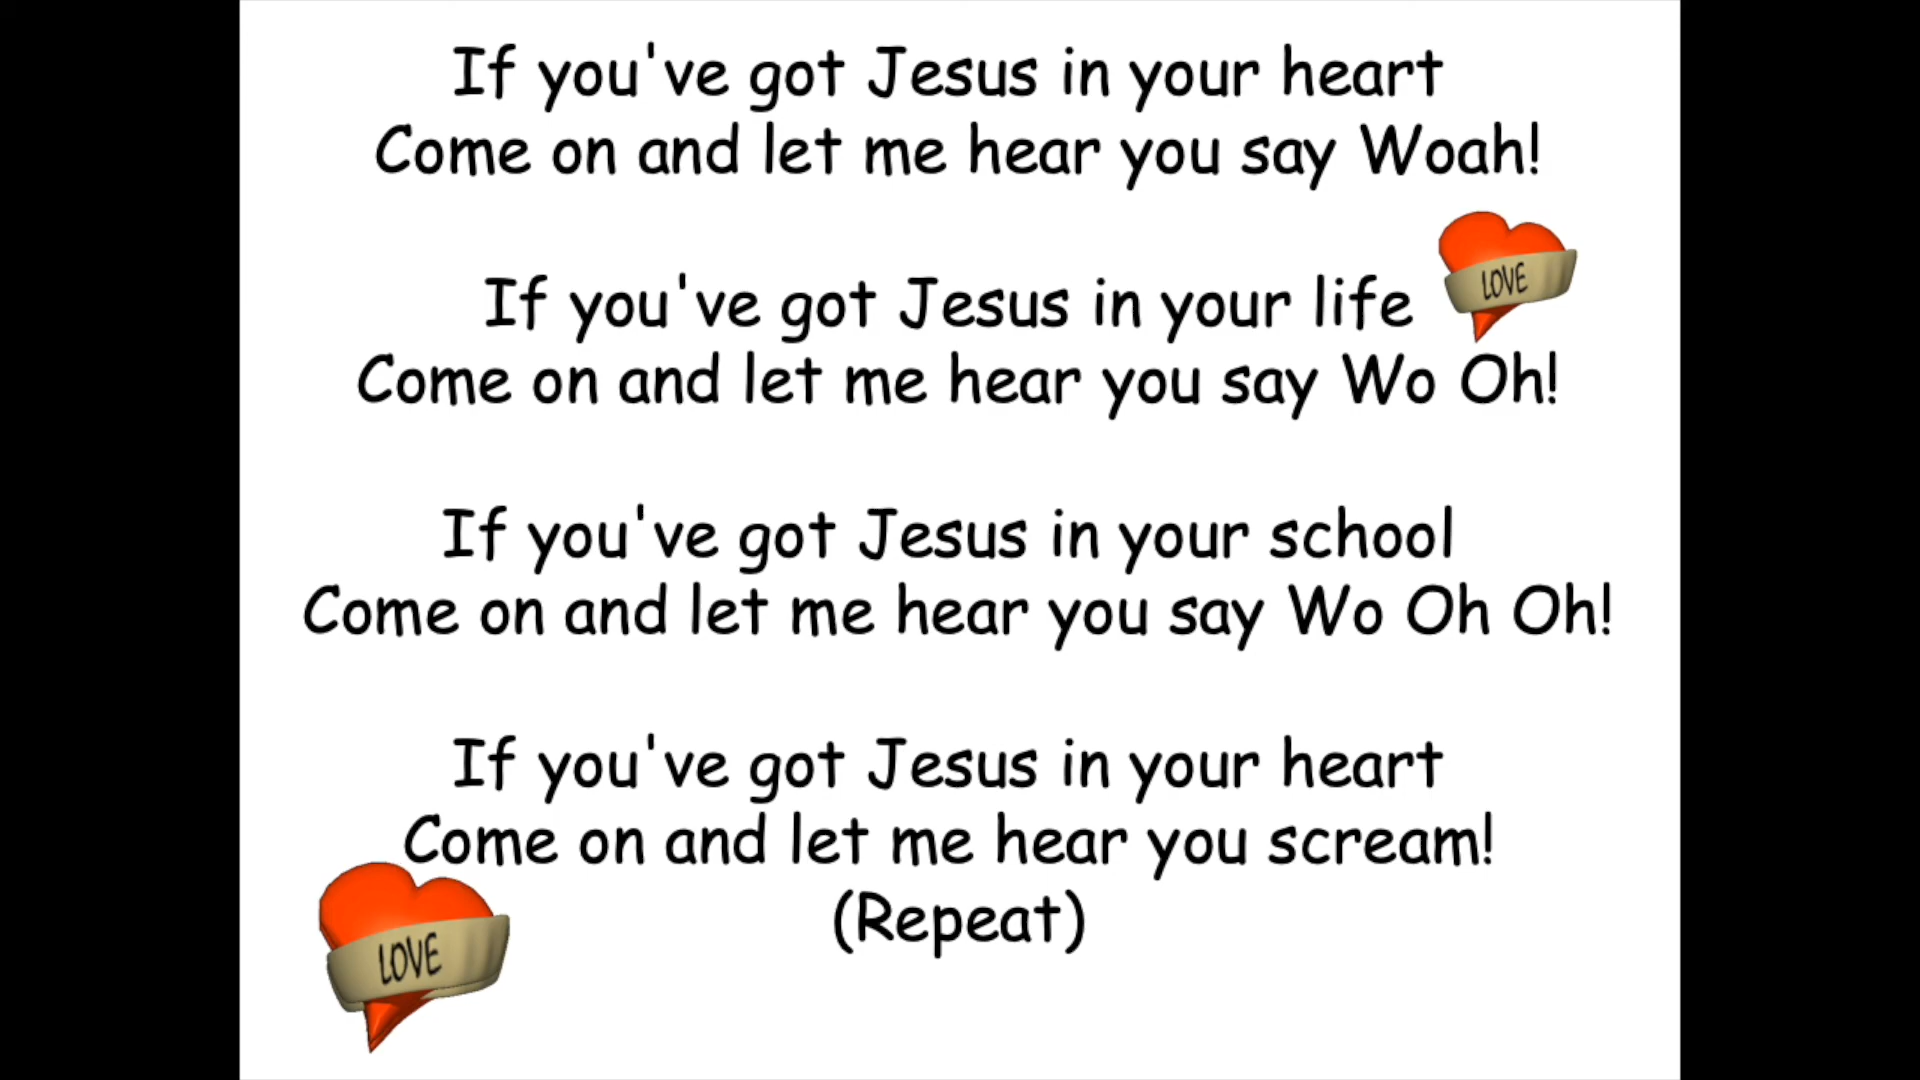 If you've got Jesus in your heart
Come on and let me hear you say Woah!
If you've got Jesus in your life
LOVE
Come on and let me hear you say Wo Oh!
If you've got Jesus in your school
Come on and let me hear you say Wo Oh Oh!
If you've got Jesus in your heart
Come on and let me hear you scream!
(Repeat)
LOVE